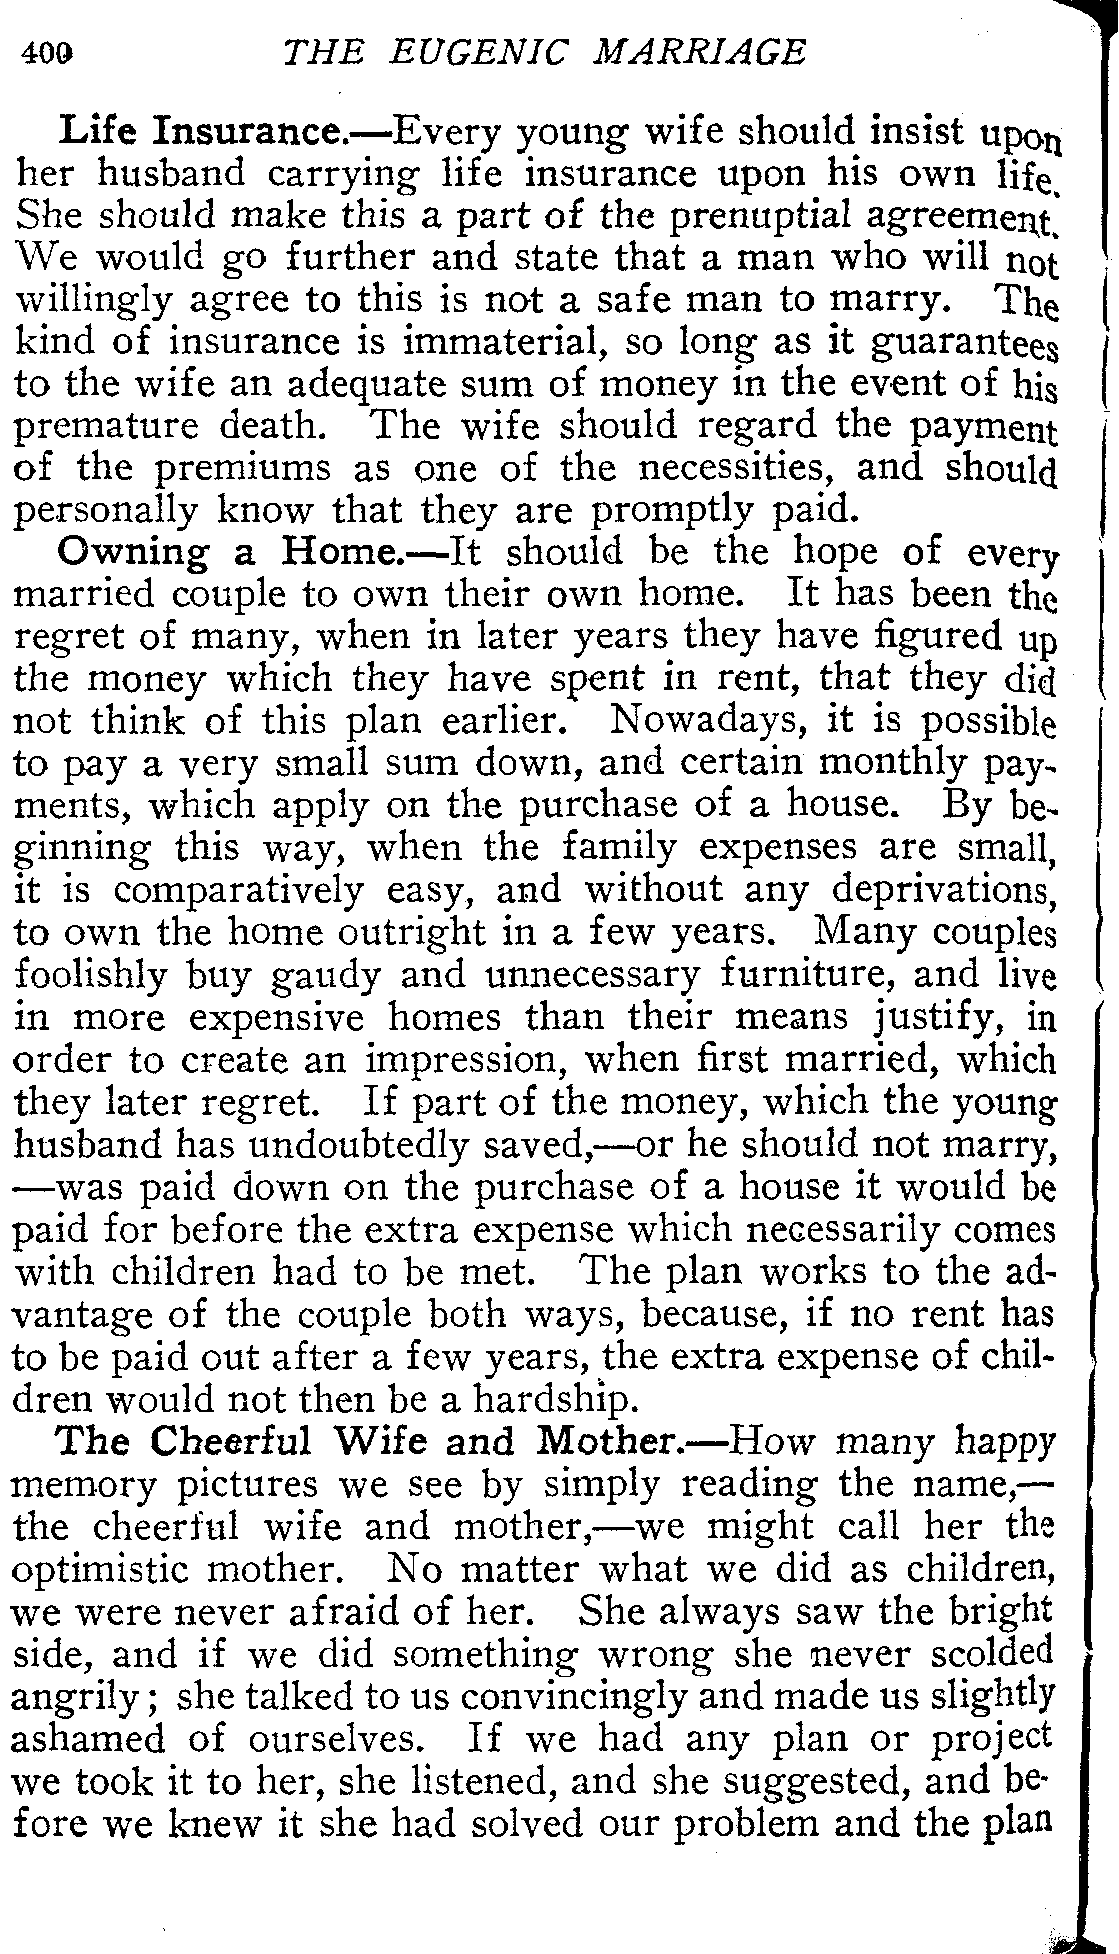 400 THE EUGENIC MARRIAGE
Life Insurance.—Every young wife should insist upon
her husband carrying life insurance upon his own life.
She should make this a part of the prenuptial agreement.
We would go further and state that a man who will not
willingly agree to this is not a safe man to marry. The
kind of insurance is immaterial, so long as it guarantees
to the wife an adequate sum of money in the event of his
premature death. The wife should regard the payment
of the premiums as one of the necessities, and should
personally know that they are promptly paid.
Owning a Home.—It should be the hope of every
married couple to own their own home. It has been the
regret of many, when in later years they have figured up
the money which they have spent in rent, that they did
not think of this plan earlier. Nowadays, it is possible
to pay a very small sum down, and certain monthly pay-
ments, which apply on the purchase of a house. By be-
ginning this way, when the family expenses are small,
it is comparatively easy, and without any deprivations,
to own the home outright in a few years. Many couples
foolishly buy gaudy and unnecessary furniture, and live
in more expensive homes than their means justify, in
order to create an impression, when first married, which
they later regret. If part of the money, which the young
husband has undoubtedly saved,—or he should not marry,
—was paid down on the purchase of a house it would be
paid for before the extra expense which necessarily comes
with children had to be met. The plan works to the ad-
vantage of the couple both ways, because, if no rent has
to be paid out after a few years, the extra expense of chil-
dren would not then be a hardship.
The Cheerful Wife and Mother.—How many happy
memory pictures we see by simply reading the name,—
the cheerful wife and mother,—we might call her the
optimistic mother. No matter what we did as children,
we were never afraid of her. She always saw the bright
side, and if we did something wrong she never scolded
angrily; she talked to us convincingly and made us slightly
ashamed of ourselves. If we had any plan or project
we took it to her, she listened, and she suggested, and be-
fore we knew it she had solved our problem and the plan